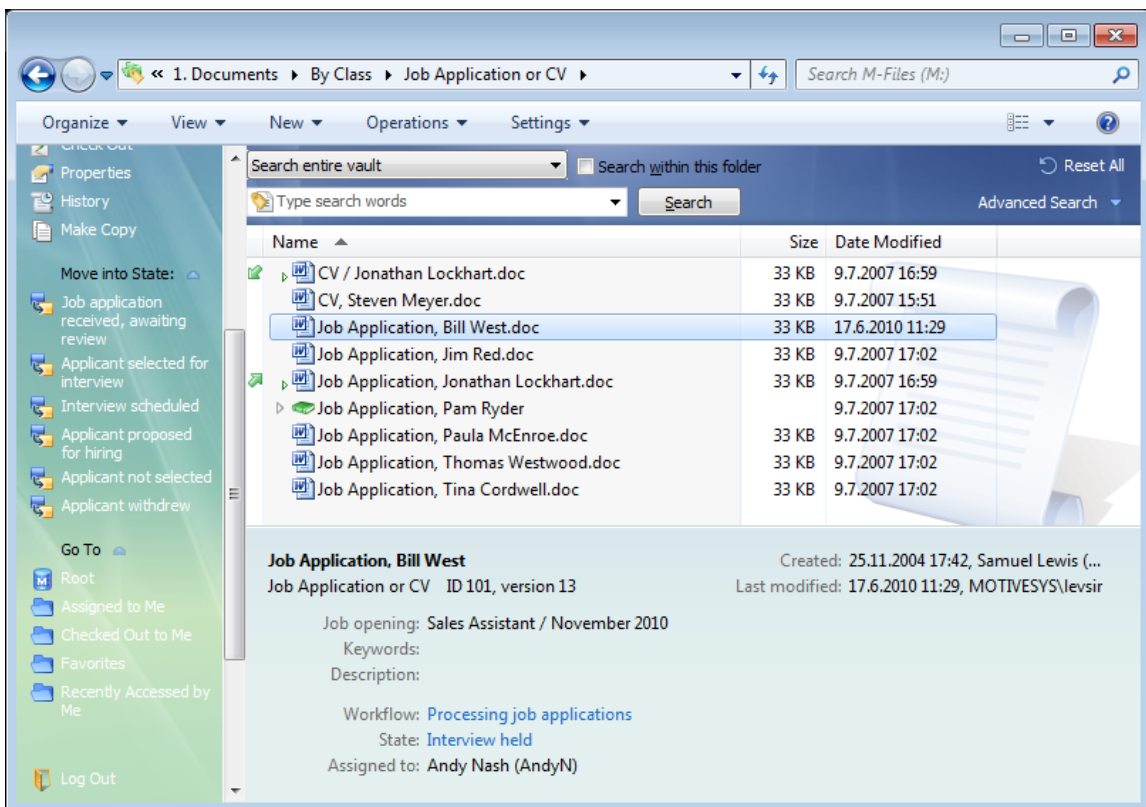 « 1. Documents ▸ By Class ▸ Job Application or CV ▸
Search M-Files (M:)
Organize View New Operations Settings
Check Out
Properties
History
Make Copy
Move into State:
Job application
received, awaiting
review
Applicant selected for
interview
Interview scheduled
Applicant proposed
for hiring
Applicant not selected
Applicant withdrew
Go To
Root
Assigned to Me
Checked Out to Me
Favorites
Recently Accessed by
Me
Log Out
Search entire vault Search within this folder Reset All
Type search words Search Advanced Search
Name Size Date Modified
CV / Jonathan Lockhart.doc 33 KB 9.7.2007 16:59
CV, Steven Meyer.doc 33 KB 9.7.2007 15:51
Job Application, Bill West.doc 33 KB 17.6.2010 11:29
Job Application, Jim Red.doc 33 KB 9.7.2007 17:02
Job Application, Jonathan Lockhart.doc 33 KB 9.7.2007 16:59
Job Application, Pam Ryder 9.7.2007 17:02
Job Application, Paula McEnroe.doc 33 KB 9.7.2007 17:02
Job Application, Thomas Westwood.doc 33 KB 9.7.2007 17:02
Job Application, Tina Cordwell.doc 33 KB 9.7.2007 17:02
Job Application, Bill West Created: 25.11.2004 17:42, Samuel Lewis (...
Job Application or CV ID 101, version 13 Last modified: 17.6.2010 11:29, MOTIVESYS\levsir
Job opening: Sales Assistant / November 2010
Keywords:
Description:
Workflow: Processing job applications
State: Interview held
Assigned to: Andy Nash (AndyN)